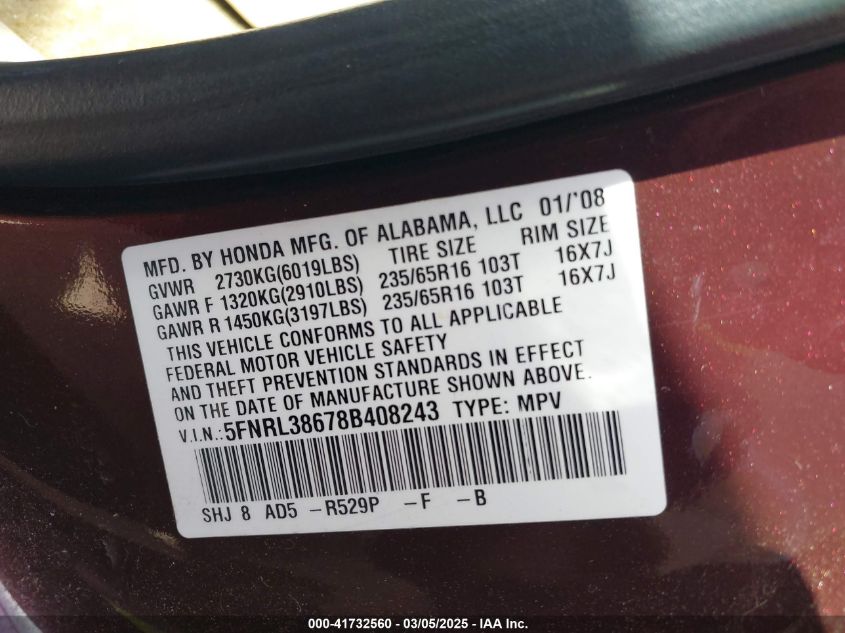 MFD. BY HONDA MFG. OF ALABAMA, LLC 01/'08
GVWR 2730KG(6019LBS) TIRE SIZE RIM SIZE
GAWR F 1320KG(2910LBS) 235/65R16 103T 16X7J
GAWR R 1450KG(3197LBS) 235/65R16 103T 16X7J
THIS VEHICLE CONFORMS TO ALL APPLICABLE
FEDERAL MOTOR VEHICLE SAFETY
AND THEFT PREVENTION STANDARDS IN EFFECT
ON THE DATE OF MANUFACTURE SHOWN ABOVE.
V.I.N.:5FNRL38678B408243 TYPE: MPV
SHJ 8 AD5 -R529P -F -B
000-41732560 - 03/05/2025 - IAA Inc.